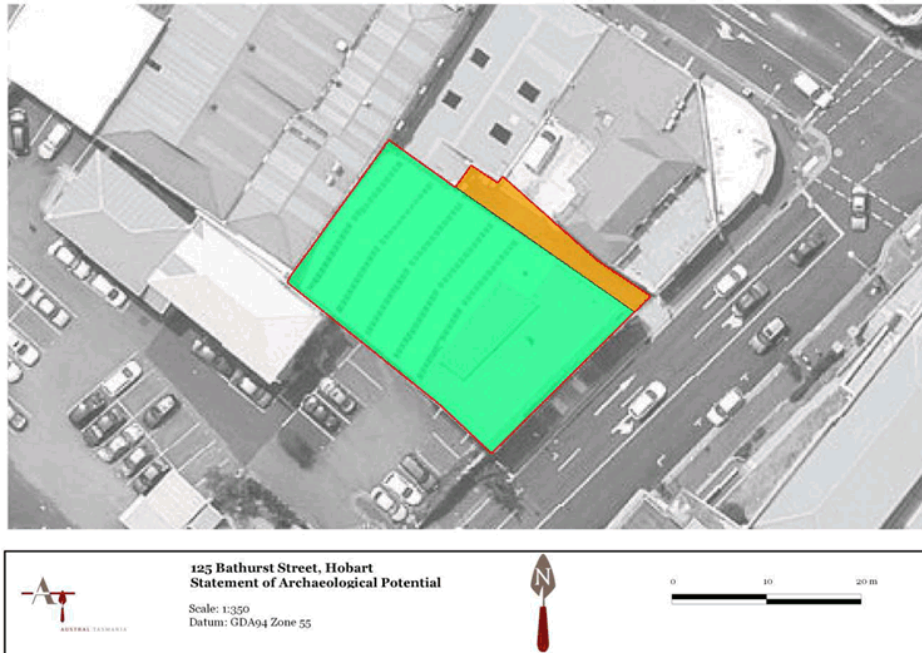 125 Bathurst Street, Hobart
Statement of Archaeological Potential
Scale: 1:350
Datum: GDA94 Zone 55
A T
AUSTRAL TASMANIA
N
0 10 20 m